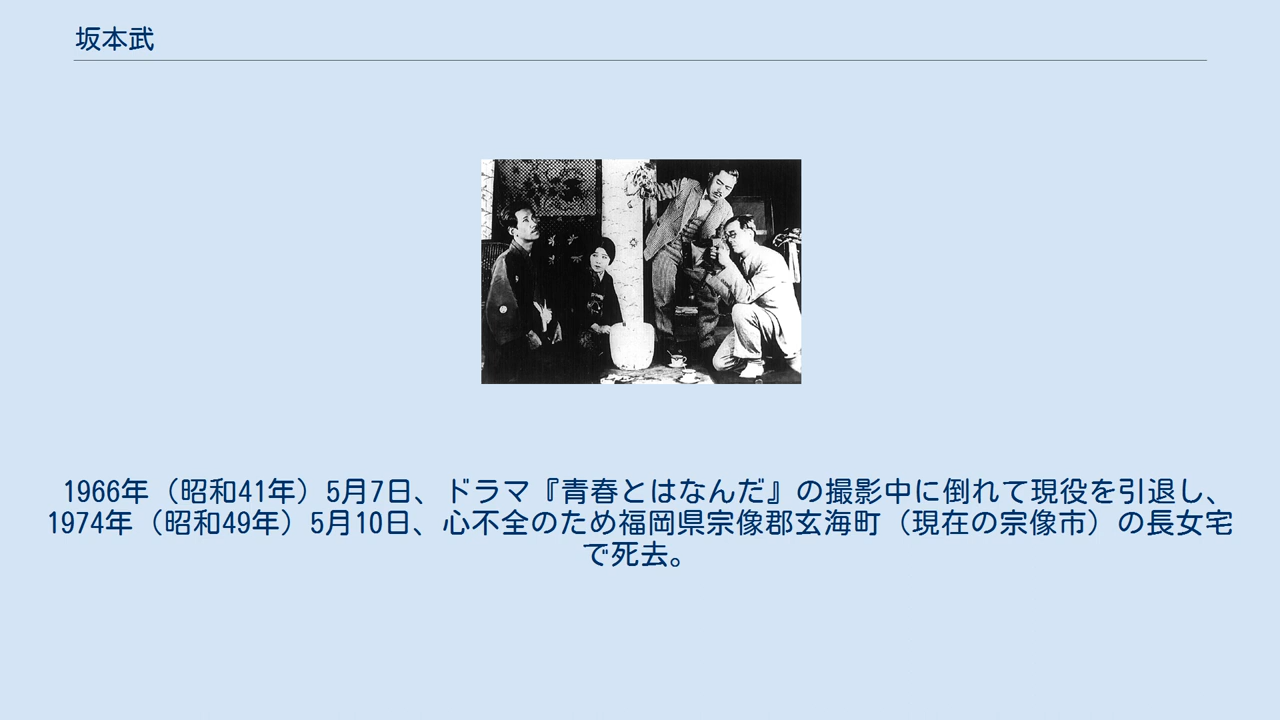 坂本武
1966年（昭和41年）5月7日、ドラマ『青春とはなんだ』の撮影中に倒れて現役を引退し、
1974年（昭和49年）5月10日、心不全のため福岡県宗像郡玄海町（現在の宗像市）の長女宅
で死去。